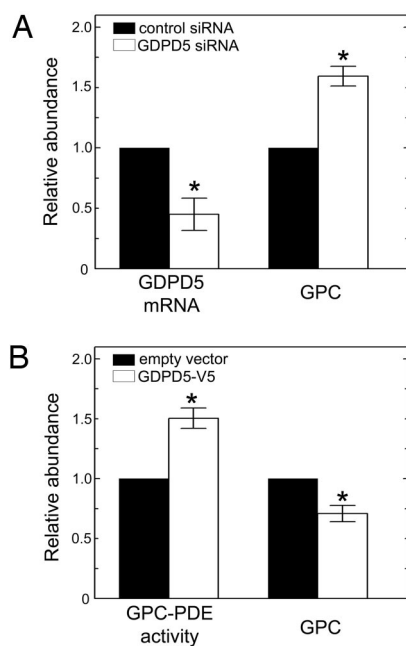 A
control siRNA
GDPD5 siRNA
Relative abundance
2.0
1.5
1.0
0.5
0
*
*
GDPD5
mRNA
GPC
B
empty vector
GDPD5-V5
Relative abundance
2.0
1.5
1.0
0.5
0
*
*
GPC-PDE
activity
GPC